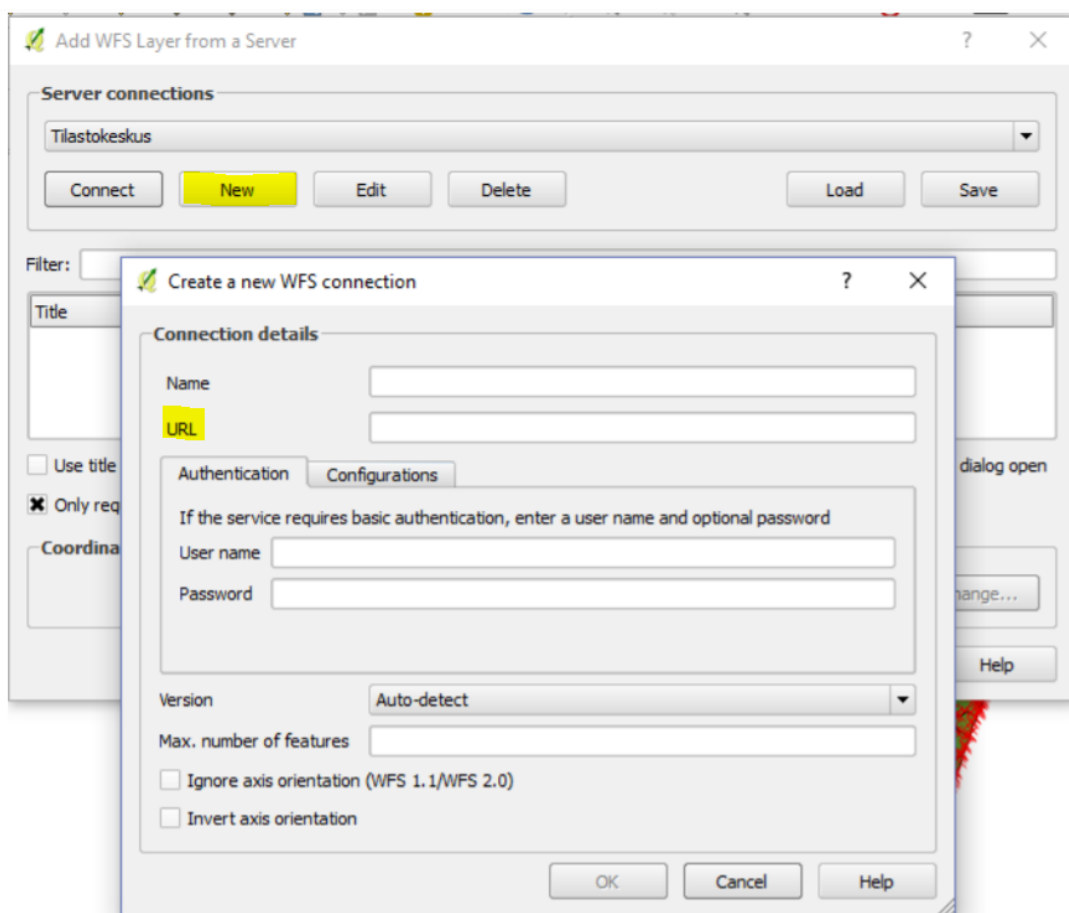 Add WFS Layer from a Server
?
Server connections
Tilastokeskus
Connect New Edit Delete Load Save
Filter:
Create a new WFS connection ?
Title
Connection details
Name
URL
Use title dialog open
Authentication Configurations
Only req
If the service requires basic authentication, enter a user name and optional password
User name
Coordina
Password
hange...
Help
Version Auto-detect
Max. number of features
Ignore axis orientation (WFS 1.1/WFS 2.0)
Invert axis orientation
OK Cancel Help